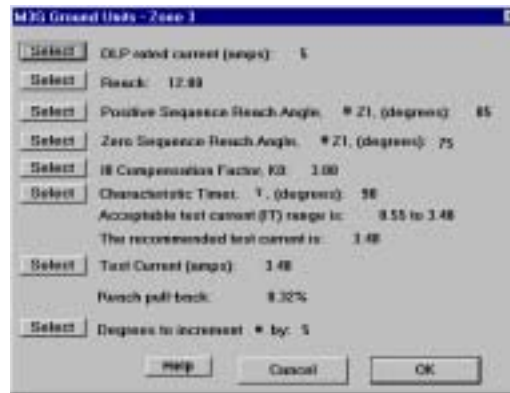 M3G Ground Units - Zone 3
Select DLP rated current (amps): 5
Select Reach: 12.00
Select Positive Sequence Reach Angle, Z1, (degrees): 85
Select Zero Sequence Reach Angle, Z1, (degrees): 75
Select Compensation Factor, K0: 3.00
Select Characteristic Timer, (degrees): 90
Acceptable test current (IT) range is: 0.55 to 3.48
The recommended test current is: 3.48
Select Test Current (amps): 3.48
Reach pull-back: 0.32%
Select Degrees to increment by: 5
Help Cancel OK